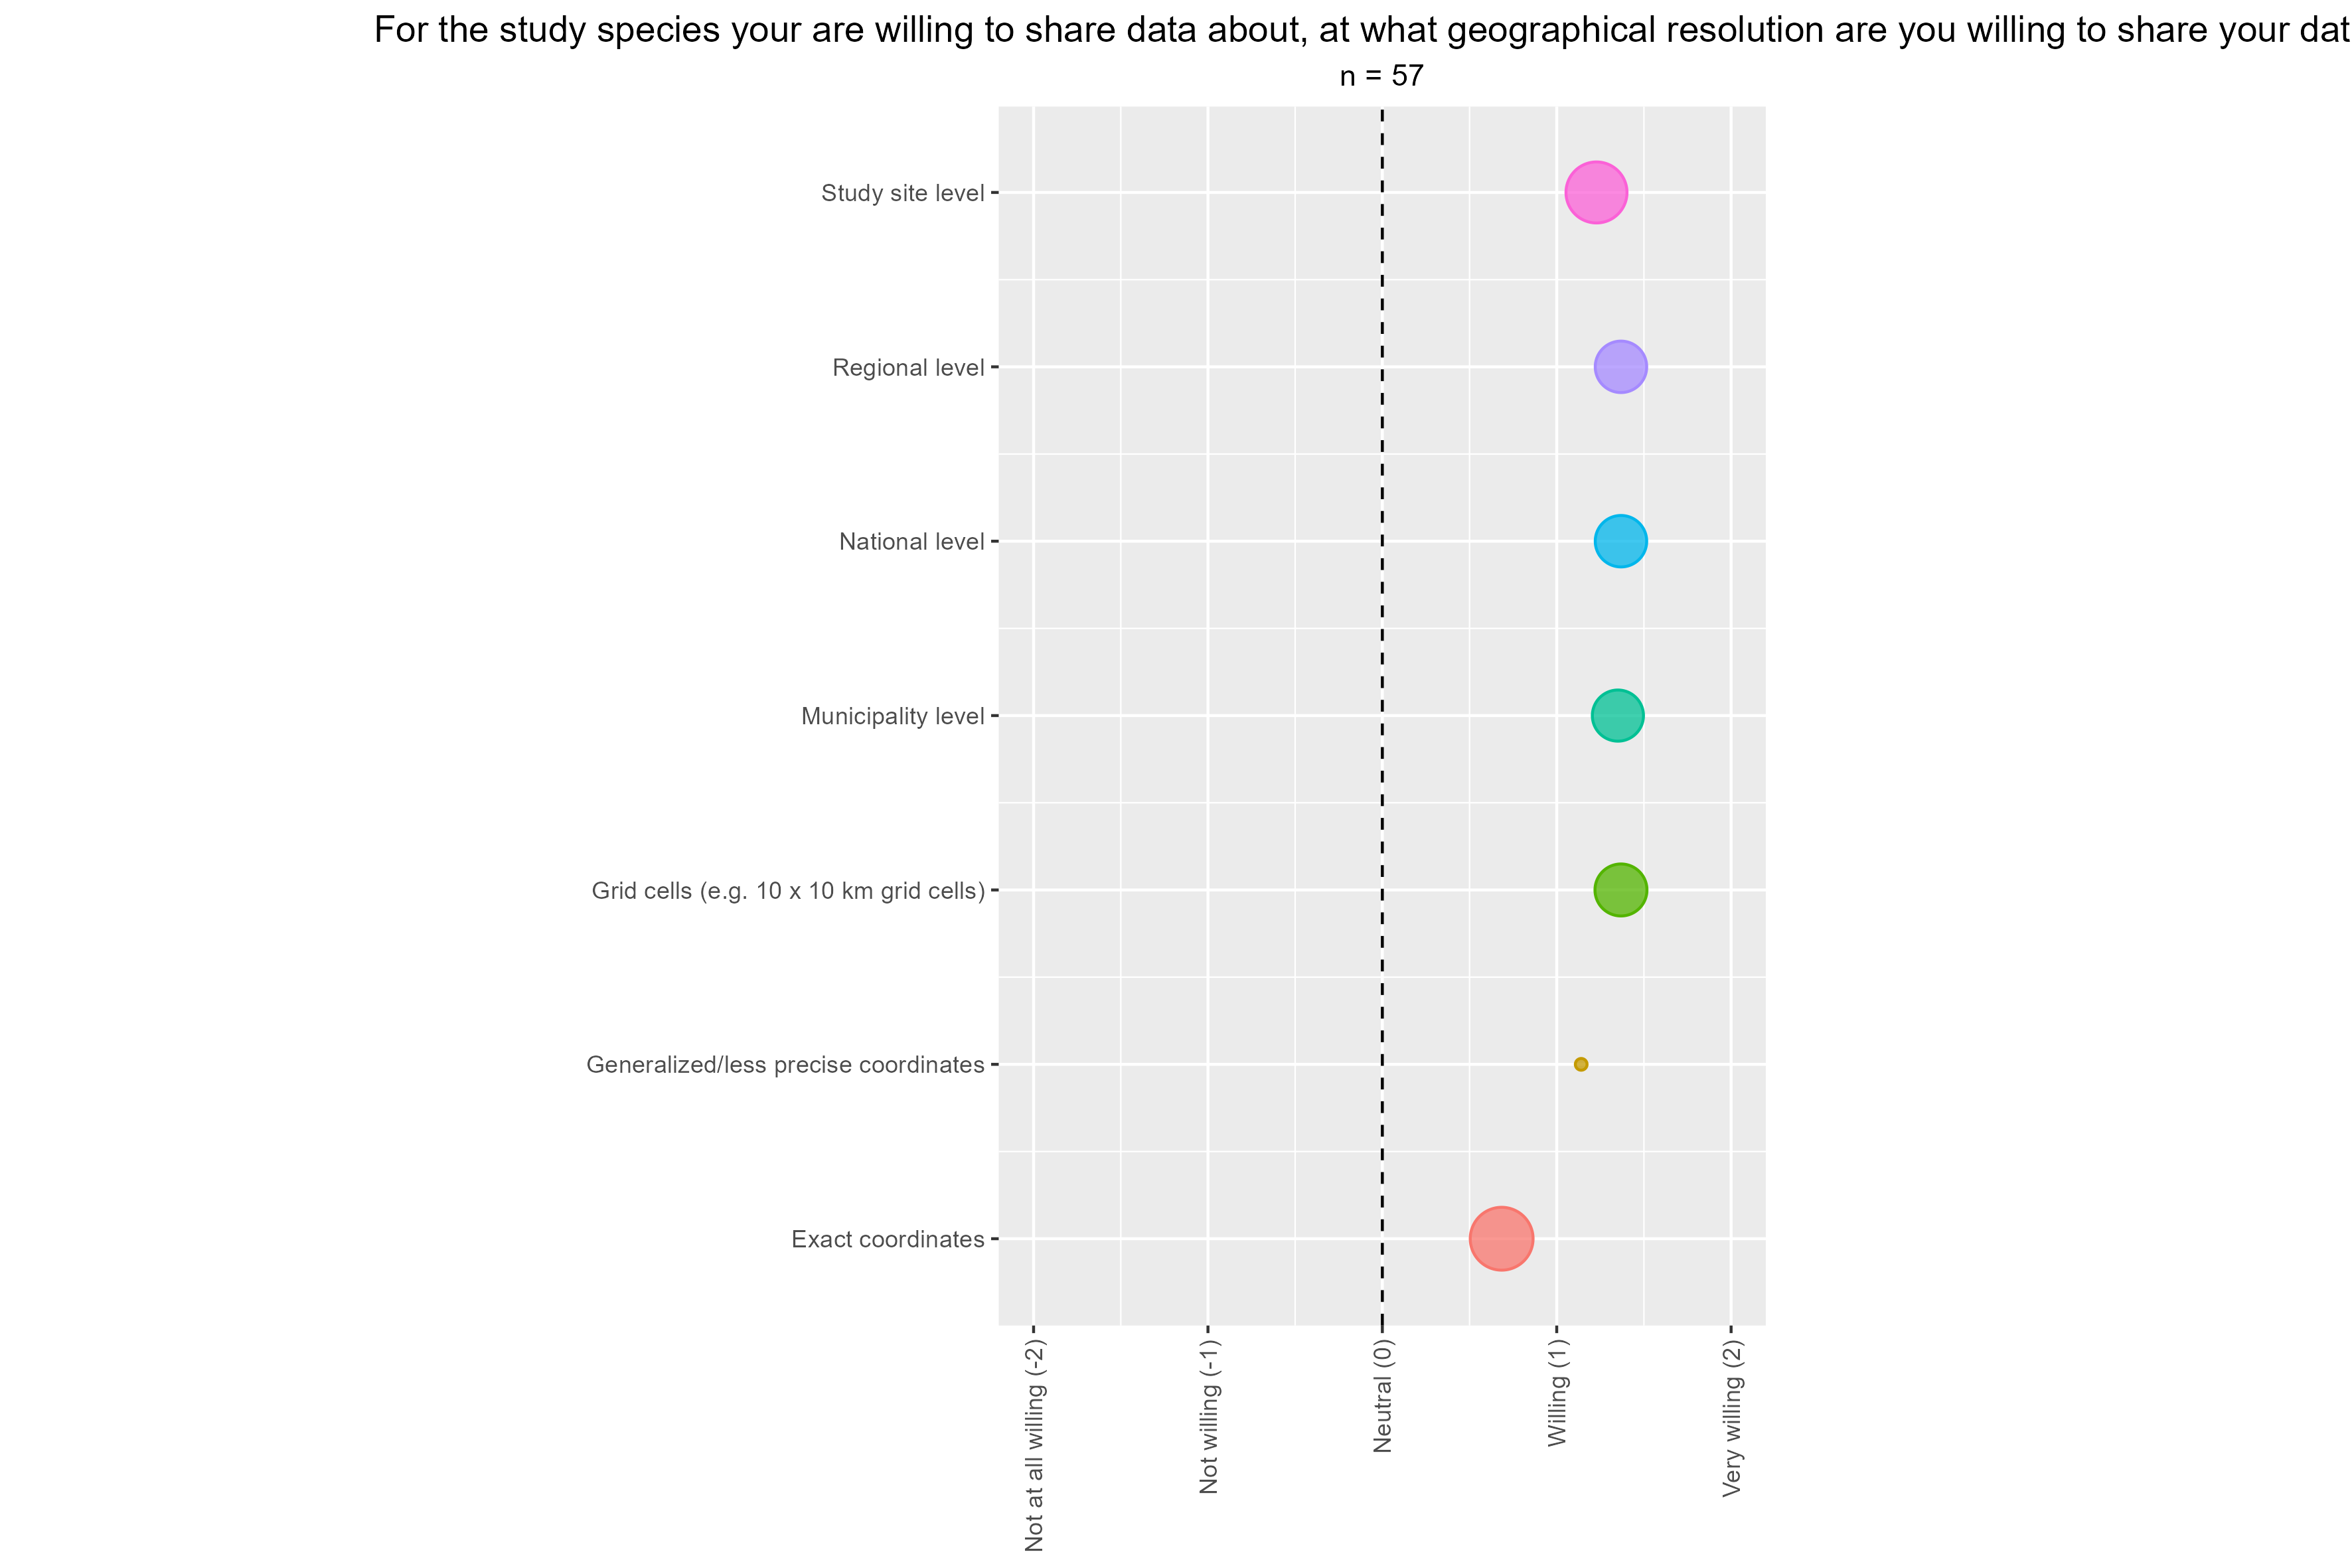 For the study species your are willing to share data about, at what geographical resolution are you willing to share your dat
n = 57
Study site level
Regional level
National level
Municipality level
Grid cells (e.g. 10 x 10 km grid cells)
Generalized/less precise coordinates
Exact coordinates
Not at all willing (-2)
Not willing (-1)
Neutral (0)
Willing (1)
Very willing (2)